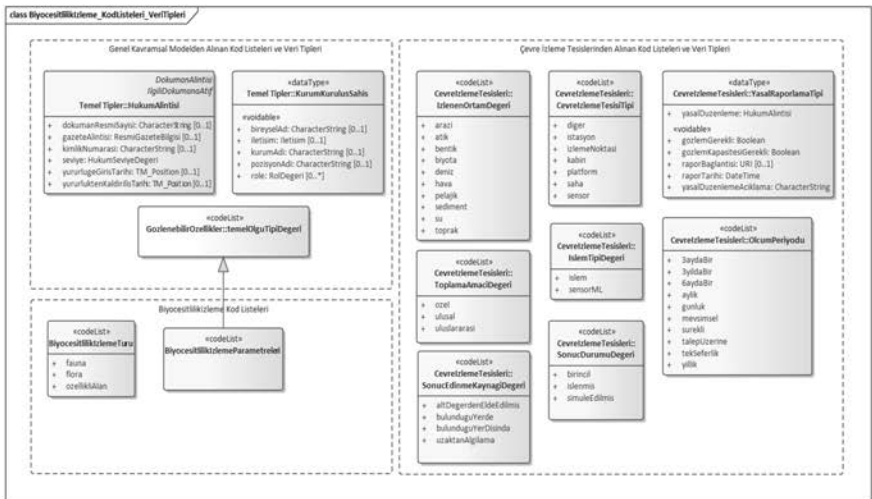 class Biyocesitlilikizleme_KodListeleri_VeriTipleri
Genel Kavramsal Modelden Alınan Kod Listeleri ve Veri Tipleri
DokumanAlintisi
IlgiliDokumanaAtif
Temel Tipler::HukumAlintisi
+ dokumanResmiSayisi: CharacterString [0..1]
+ gazeteAlintisi: ResmiGazeteBilgisi [0..1]
+ kimlikNumarasi: CharacterString [0..1]
+ seviye: HukumSeviyeDegeri
+ yururlugeGirisTarih: TM_Position [0..1]
+ yurulluktenKaldirilisTarih: TM_Position [0..1]
«dataType»
Temel Tipler::KurumKurulusSahis
«voidable»
+ bireyselAd: CharacterString [0..1]
+ iletisim: Iletisim [0..1]
+ kurumAdi: CharacterString [0..1]
+ pozisyonAdi: CharacterString [0..1]
+ role: RolDegeri [0..*]
«codeList»
GozlenebilirOzellikler::temelOlguTipiDegeri
Biyocesitlilikizleme Kod Listeleri
«codeList»
BiyocesitlilikIzlemeTuru
+ fauna
+ flora
+ ozellikliAlan
«codeList»
BiyocesitlilikIzlemeParametreleri
Çevre İzleme Tesislerinden Alınan Kod Listeleri ve Veri Tipleri
«codeList»
CevreIzlemeTesisleri::
IzlenenOrtamDegeri
+ arazi
+ atik
+ bentik
+ biyota
+ deniz
+ hava
+ pelajik
+ sediment
+ su
+ toprak
«codeList»
CevreIzlemeTesisleri::
CevreIzlemeTesisiTipi
+ diger
+ istasyon
+ izlemeNoktasi
+ kabin
+ platform
+ saha
+ sensor
«dataType»
CevreIzlemeTesisleri::YasalRaporlamaTipi
+ yasalDuzenleme: HukumAlintisi
«voidable»
+ gozlemGerekli: Boolean
+ gozlemKapasitesiGerekli: Boolean
+ raporBaglantisi: URI [0..1]
+ raporTarihi: DateTime
+ yasalDuzenlemeAciklama: CharacterString
«codeList»
CevreIzlemeTesisleri::
ToplamaAmaciDegeri
+ ozel
+ ulusal
+ uluslararasi
«codeList»
CevreIzlemeTesisleri::
IslemTipiDegeri
+ islem
+ sensorML
«codeList»
CevreIzlemeTesisleri::OlcumPeriyodu
+ 3aydaBir
+ 3yildaBir
+ 6aydaBir
+ aylik
+ gunluk
+ mevsimsel
+ surekli
+ talepUzerine
+ tekSeferlik
+ yillik
«codeList»
CevreIzlemeTesisleri::
SonucEdinmeKaynagiDegeri
+ altDegerdenEldeEdilmis
+ bulunduguYerde
+ bulunduguYerDisinda
+ uzaktanAlgilama
«codeList»
CevreIzlemeTesisleri::
SonucDurumuDegeri
+ birincil
+ islenmis
+ simuleEdilmis